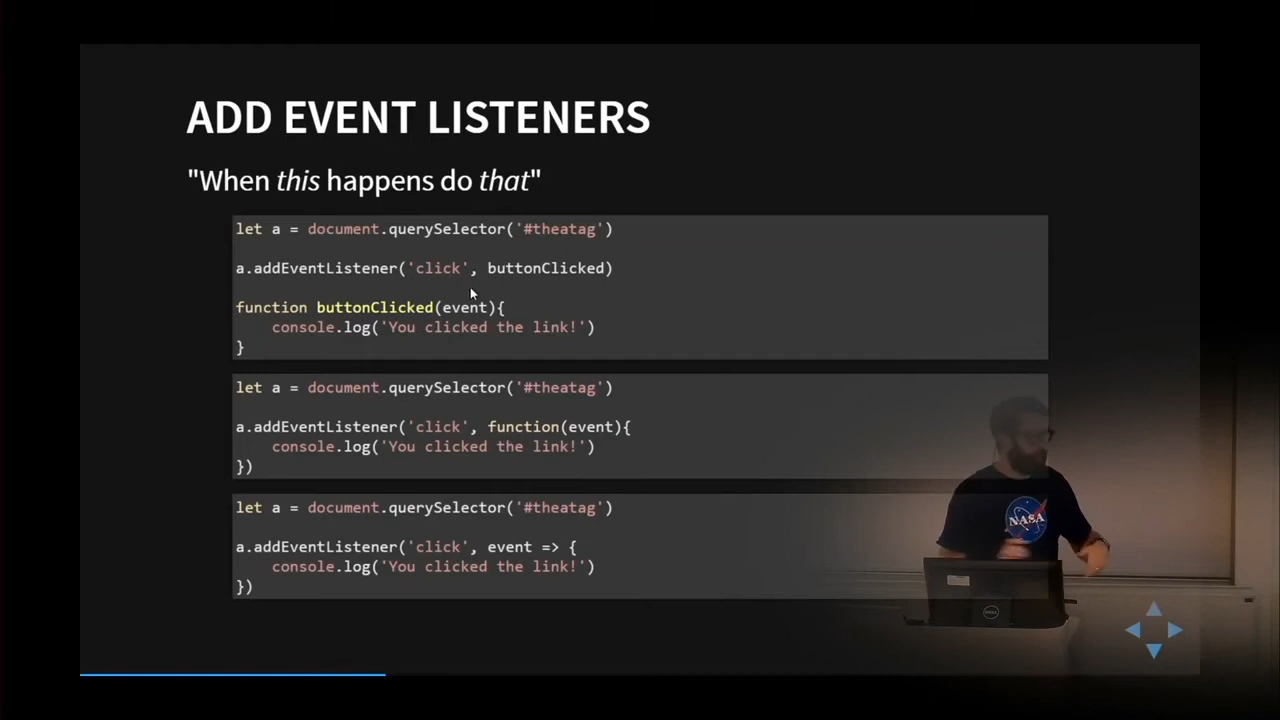 ADD EVENT LISTENERS
"When this happens do that"
let a = document.querySelector('#theatag')
a.addEventListener('click', buttonClicked)
function buttonClicked(event){
    console.log('You clicked the link!')
}
let a = document.querySelector('#theatag')
a.addEventListener('click', function(event){
    console.log('You clicked the link!')
})
let a = document.querySelector('#theatag')
a.addEventListener('click', event => {
    console.log('You clicked the link!')
})
NASA
DELL